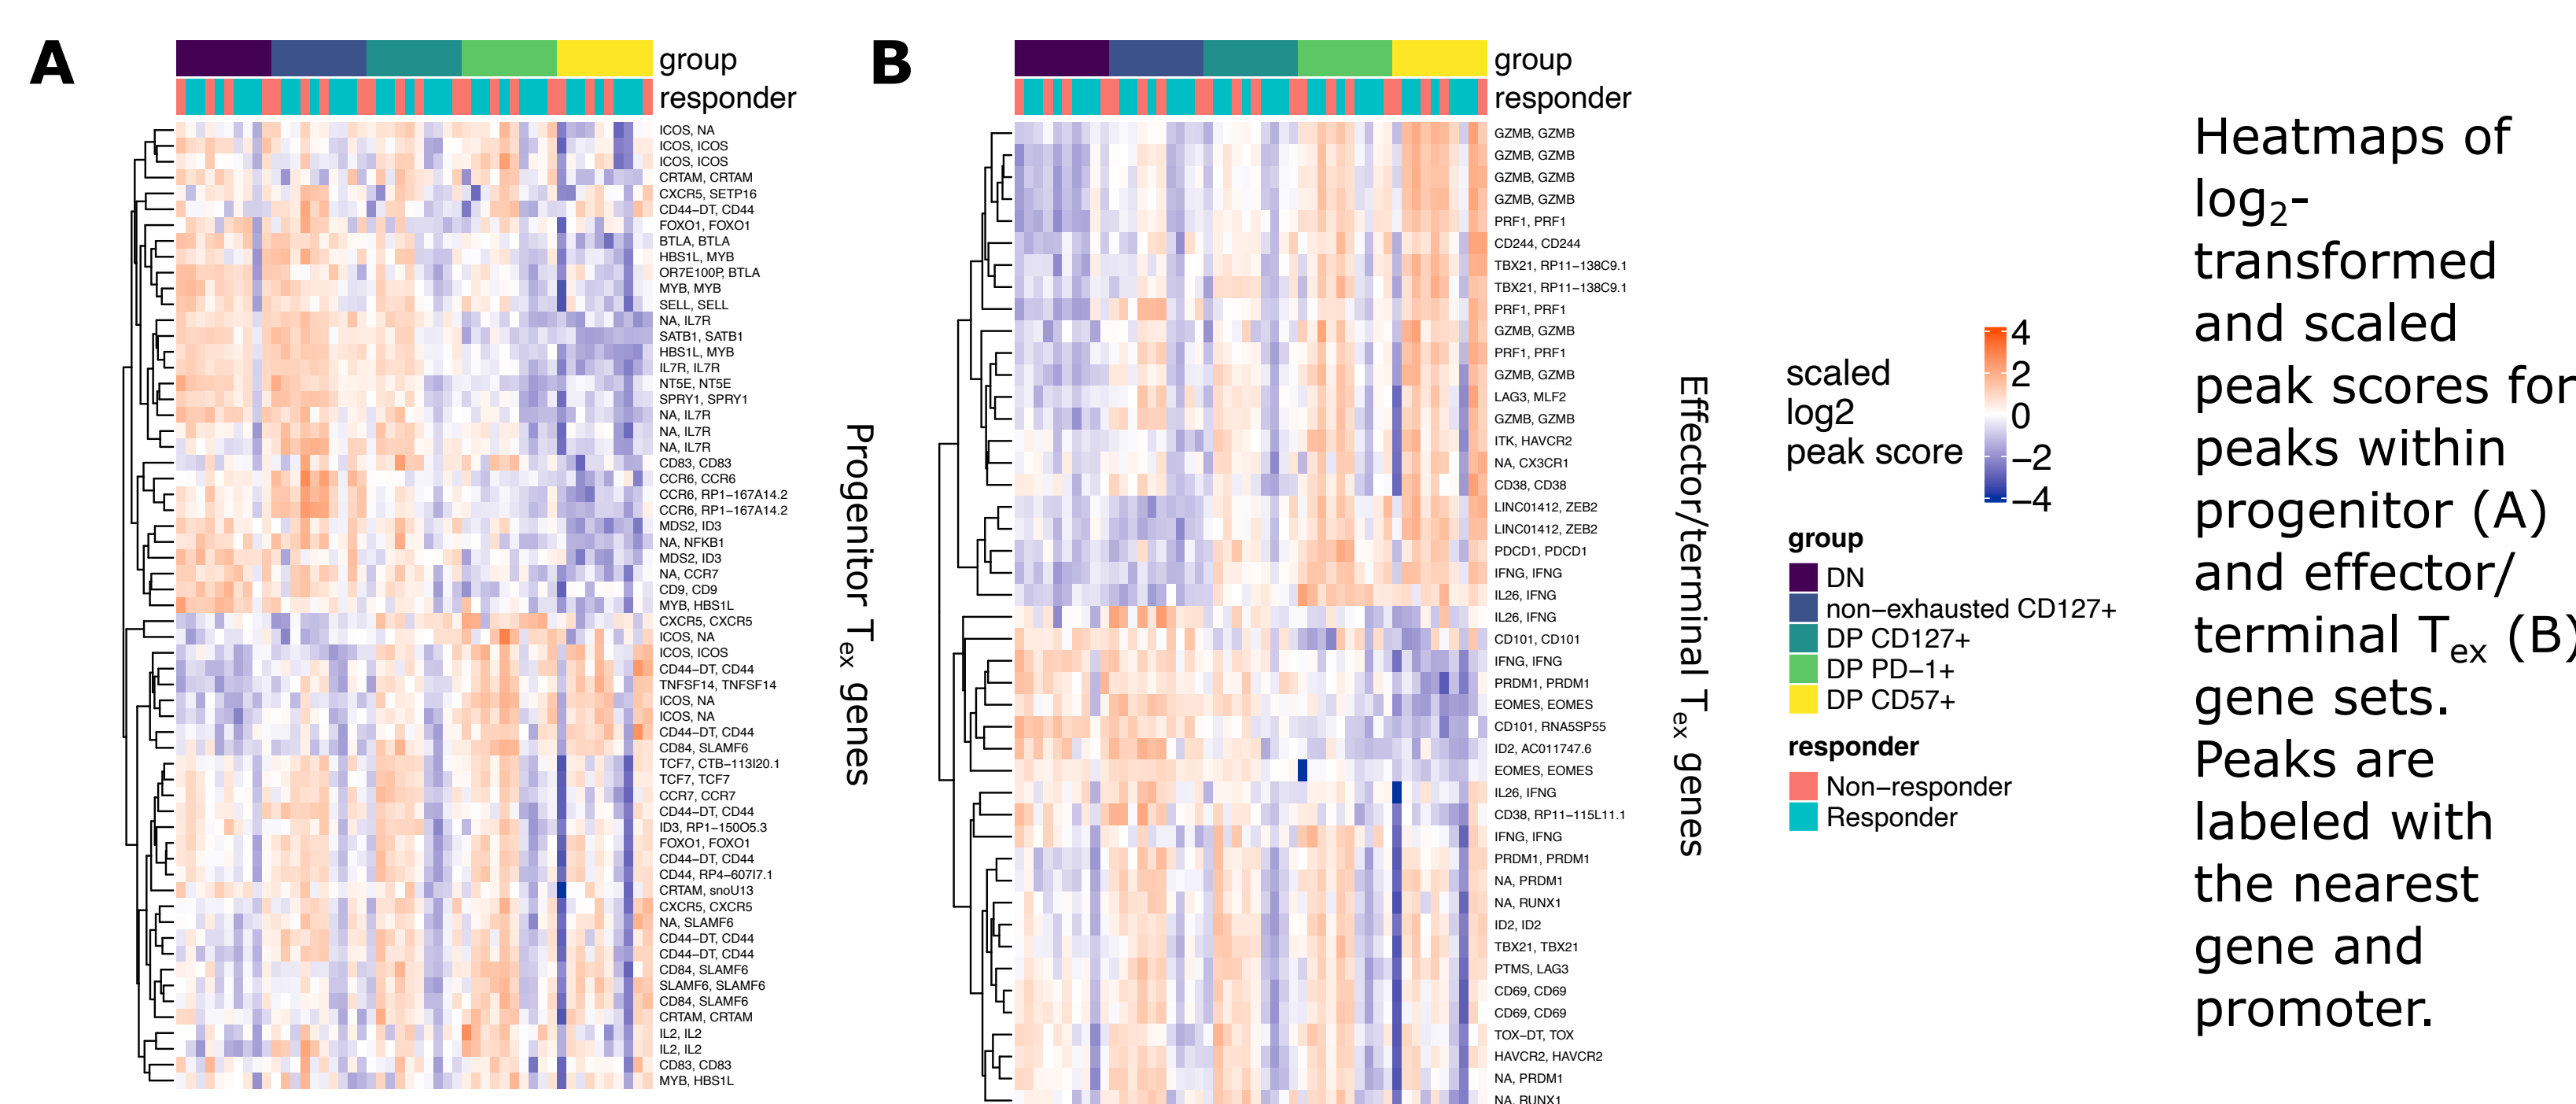 A
group
responder
ICOS, NA
ICOS, ICOS
ICOS, ICOS
CRTAM, CRTAM
CXCR5, SETP16
CD44−DT, CD44
FOXO1, FOXO1
BTLA, BTLA
HBS1L, MYB
OR7E100P, BTLA
MYB, MYB
SELL, SELL
NA, IL7R
SATB1, SATB1
HBS1L, MYB
IL7R, IL7R
NT5E, NT5E
SPRY1, SPRY1
NA, IL7R
NA, IL7R
NA, IL7R
CD83, CD83
CCR6, CCR6
CCR6, RP1−167A14.2
CCR6, RP1−167A14.2
MDS2, ID3
NA, NFKB1
MDS2, ID3
NA, CCR7
CD9, CD9
MYB, HBS1L
CXCR5, CXCR5
ICOS, NA
ICOS, ICOS
CD44−DT, CD44
TNFSF14, TNFSF14
ICOS, NA
ICOS, NA
CD44−DT, CD44
CD84, SLAMF6
TCF7, CTB−113I20.1
TCF7, TCF7
CCR7, CCR7
CD44−DT, CD44
ID3, RP1−150O5.3
FOXO1, FOXO1
CD44−DT, CD44
CD44, RP4−607I7.1
CRTAM, snoU13
CXCR5, CXCR5
NA, SLAMF6
CD44−DT, CD44
CD44−DT, CD44
CD84, SLAMF6
SLAMF6, SLAMF6
CD84, SLAMF6
CRTAM, CRTAM
IL2, IL2
IL2, IL2
CD83, CD83
MYB, HBS1L
Progenitor Tex genes
B
group
responder
GZMB, GZMB
GZMB, GZMB
GZMB, GZMB
GZMB, GZMB
PRF1, PRF1
CD244, CD244
TBX21, RP11−138C9.1
TBX21, RP11−138C9.1
PRF1, PRF1
GZMB, GZMB
PRF1, PRF1
GZMB, GZMB
LAG3, MLF2
GZMB, GZMB
ITK, HAVCR2
NA, CX3CR1
CD38, CD38
LINC01412, ZEB2
LINC01412, ZEB2
PDCD1, PDCD1
IFNG, IFNG
IL26, IFNG
IL26, IFNG
CD101, CD101
IFNG, IFNG
PRDM1, PRDM1
EOMES, EOMES
CD101, RNA5SP55
ID2, AC011747.6
EOMES, EOMES
IL26, IFNG
CD38, RP11−115L11.1
IFNG, IFNG
PRDM1, PRDM1
NA, PRDM1
NA, RUNX1
ID2, ID2
TBX21, TBX21
PTMS, LAG3
CD69, CD69
CD69, CD69
TOX−DT, TOX
HAVCR2, HAVCR2
NA, PRDM1
NA, RUNX1
Effector/terminal Tex genes
scaled
log2
peak score
4
2
0
−2
−4
group
DN
non−exhausted CD127+
DP CD127+
DP PD−1+
DP CD57+
responder
Non−responder
Responder
Heatmaps of
log2-
transformed
and scaled
peak scores for
peaks within
progenitor (A)
and effector/
terminal Tex (B)
gene sets.
Peaks are
labeled with
the nearest
gene and
promoter.